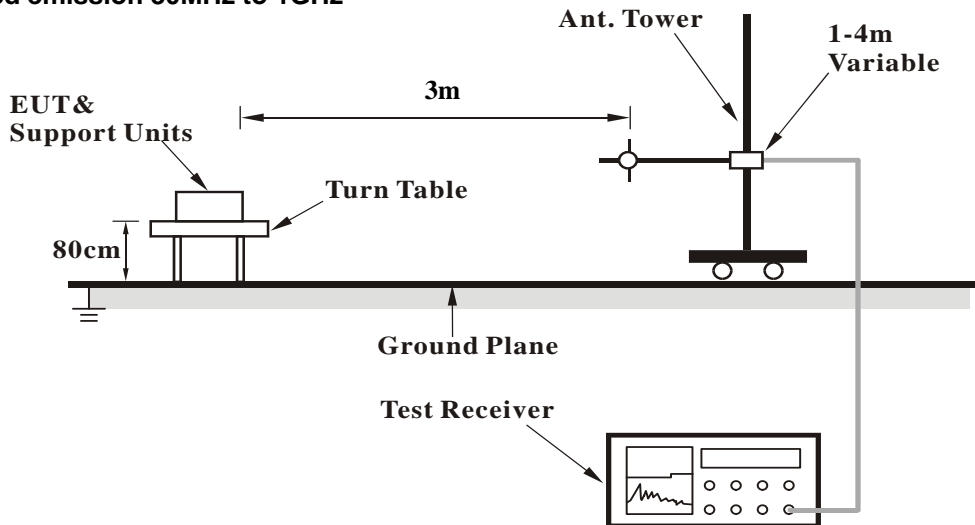 Ant. Tower
1-4m
Variable
3m
EUT&
Support Units
Turn Table
80cm
Ground Plane
Test Receiver